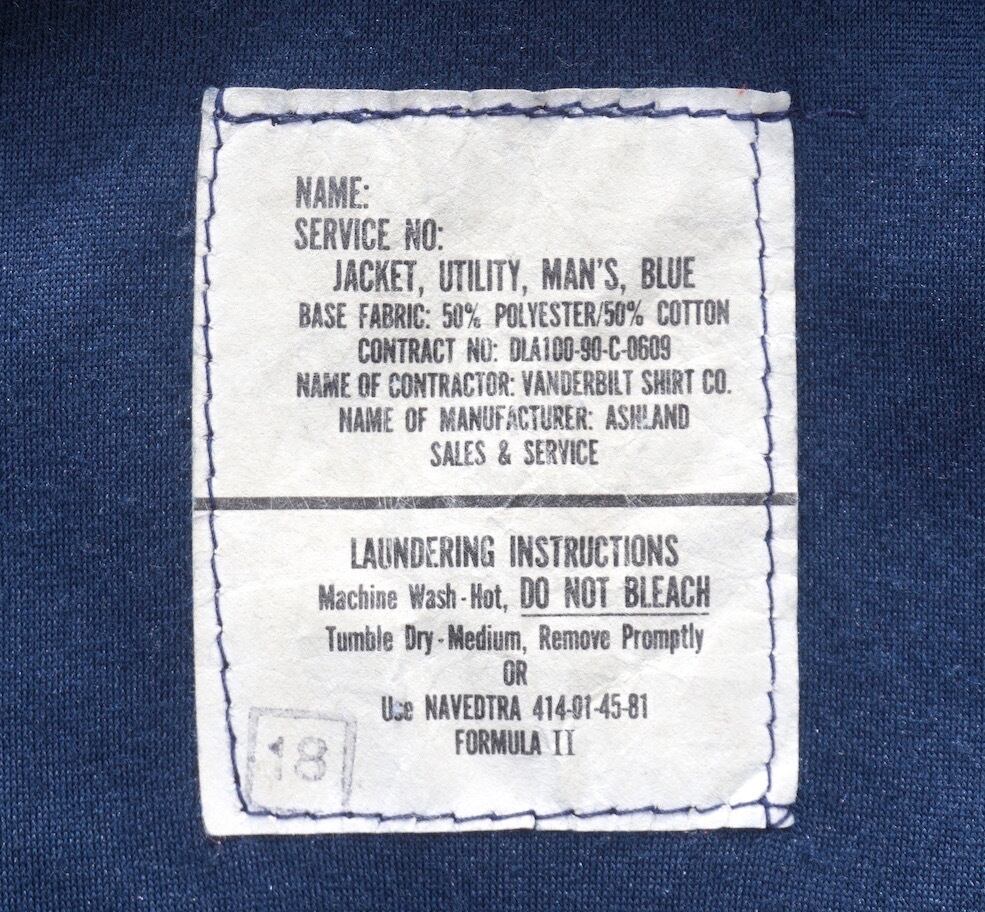 NAME:
SERVICE NO:
JACKET, UTILITY, MAN'S, BLUE
BASE FABRIC: 50% POLYESTER/50% COTTON
CONTRACT NO: DLA100-90-C-0609
NAME OF CONTRACTOR: VANDERBILT SHIRT CO.
NAME OF MANUFACTURER: ASHLAND
SALES & SERVICE
LAUNDERING INSTRUCTIONS
Machine Wash-Hot, DO NOT BLEACH
Tumble Dry-Medium, Remove Promptly
OR
Use NAVEDTRA 414-01-45-81
FORMULA II
18